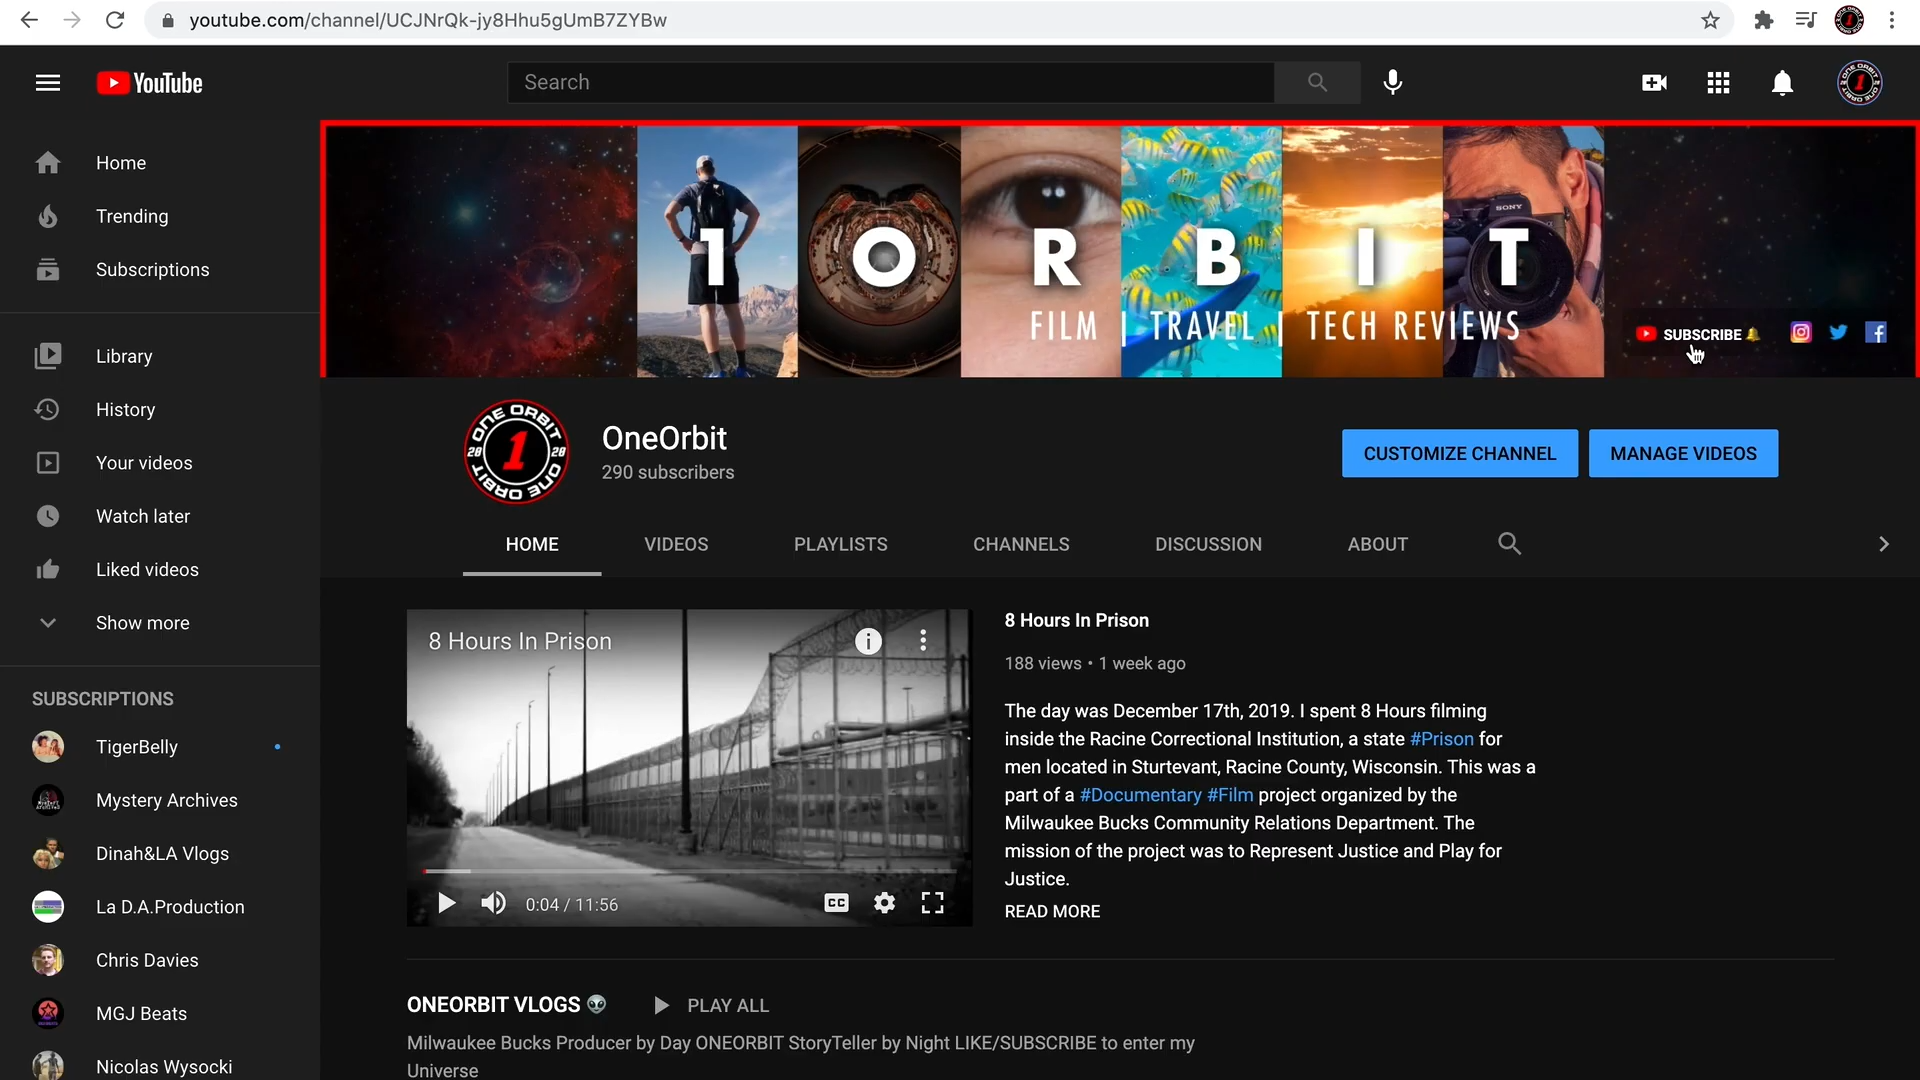 youtube.com/channel/UCJNrQk-jy8Hhu5gUmB7ZYBw
YouTube
Search
Home
Trending
Subscriptions
Library
History
Your videos
Watch later
Liked videos
Show more
SUBSCRIPTIONS
TigerBelly
Mystery Archives
Dinah&LA Vlogs
La D.A.Production
Chris Davies
MGJ Beats
Nicolas Wysocki
1 O R B I T
SONY
FILM | TRAVEL | TECH REVIEWS
SUBSCRIBE
ONE ORBIT
28 1 28
ONE ORBIT
OneOrbit
290 subscribers
CUSTOMIZE CHANNEL
MANAGE VIDEOS
HOME
VIDEOS
PLAYLISTS
CHANNELS
DISCUSSION
ABOUT
8 Hours In Prison
CC
0:04 / 11:56
8 Hours In Prison
188 views • 1 week ago
The day was December 17th, 2019. I spent 8 Hours filming
inside the Racine Correctional Institution, a state #Prison for
men located in Sturtevant, Racine County, Wisconsin. This was a
part of a #Documentary #Film project organized by the
Milwaukee Bucks Community Relations Department. The
mission of the project was to Represent Justice and Play for
Justice.
READ MORE
ONEORBIT VLOGS 👽
PLAY ALL
Milwaukee Bucks Producer by Day ONEORBIT StoryTeller by Night LIKE/SUBSCRIBE to enter my
Universe